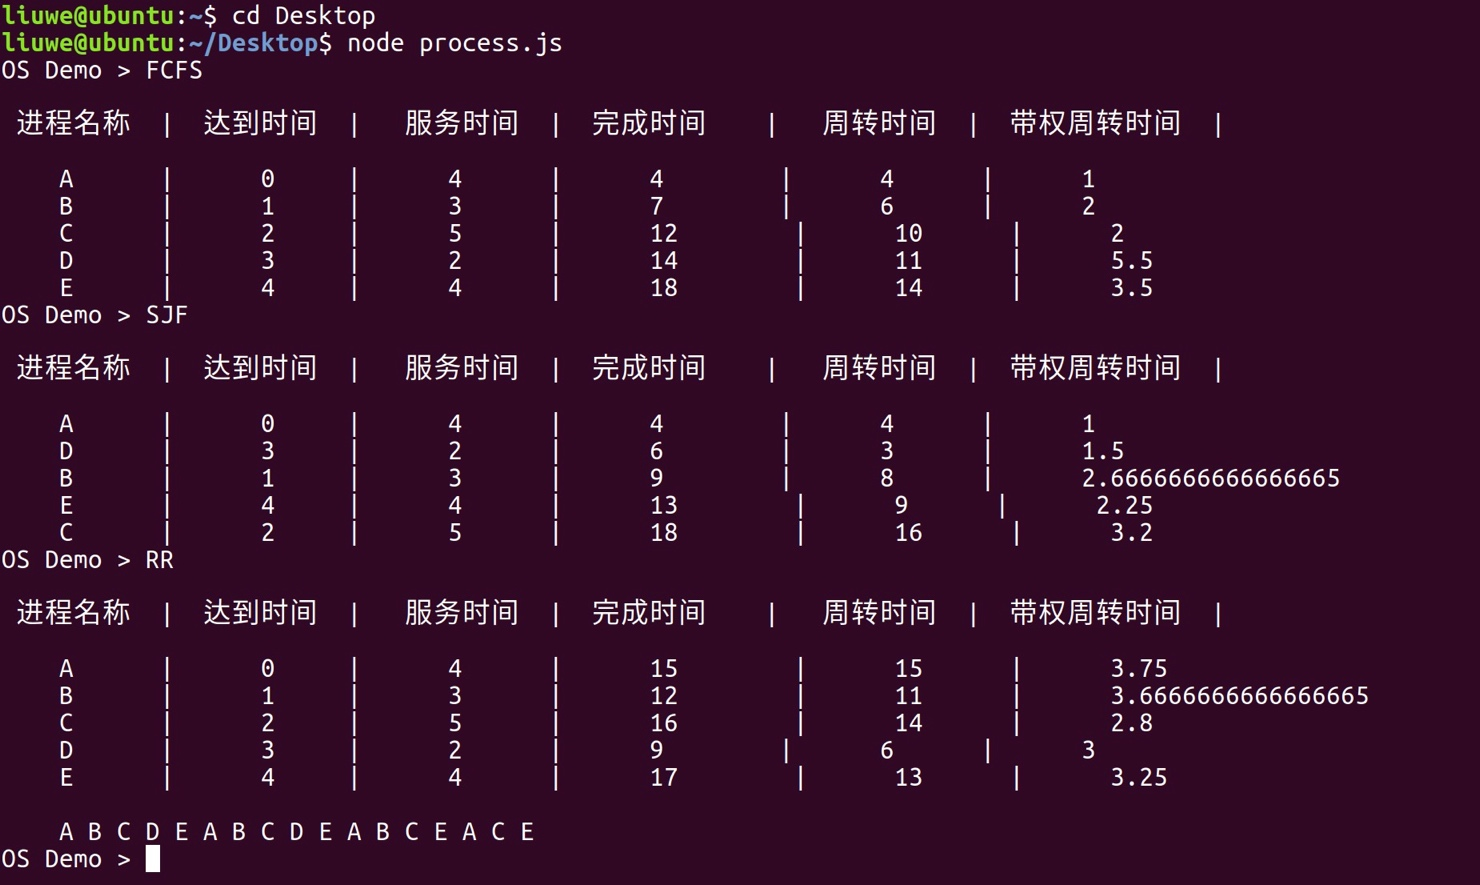 liuwe@ubuntu:~$ cd Desktop
liuwe@ubuntu:~/Desktop$ node process.js
OS Demo > FCFS
进程名称 | 达到时间 | 服务时间 | 完成时间 | 周转时间 | 带权周转时间 |
A | 0 | 4 | 4 | 4 | 1
B | 1 | 3 | 7 | 6 | 2
C | 2 | 5 | 12 | 10 | 2
D | 3 | 2 | 14 | 11 | 5.5
E | 4 | 4 | 18 | 14 | 3.5
OS Demo > SJF
进程名称 | 达到时间 | 服务时间 | 完成时间 | 周转时间 | 带权周转时间 |
A | 0 | 4 | 4 | 4 | 1
D | 3 | 2 | 6 | 3 | 1.5
B | 1 | 3 | 9 | 8 | 2.6666666666666665
E | 4 | 4 | 13 | 9 | 2.25
C | 2 | 5 | 18 | 16 | 3.2
OS Demo > RR
进程名称 | 达到时间 | 服务时间 | 完成时间 | 周转时间 | 带权周转时间 |
A | 0 | 4 | 15 | 15 | 3.75
B | 1 | 3 | 12 | 11 | 3.6666666666666665
C | 2 | 5 | 16 | 14 | 2.8
D | 3 | 2 | 9 | 6 | 3
E | 4 | 4 | 17 | 13 | 3.25
A B C D E A B C D E A B C E A C E
OS Demo >